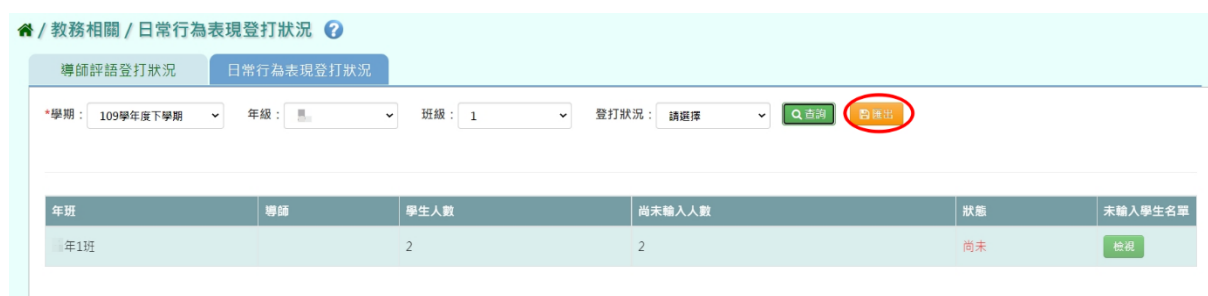 / 教務相關 / 日常行為表現登打狀況 ?
導師評語登打狀況 日常行為表現登打狀況
*學期： 109學年度下學期 年級： 班級： 1 登打狀況： 請選擇 查詢 匯出
年班 導師 學生人數 尚未輸入人數 狀態 未輸入學生名單
年1班 2 2 尚未 檢視